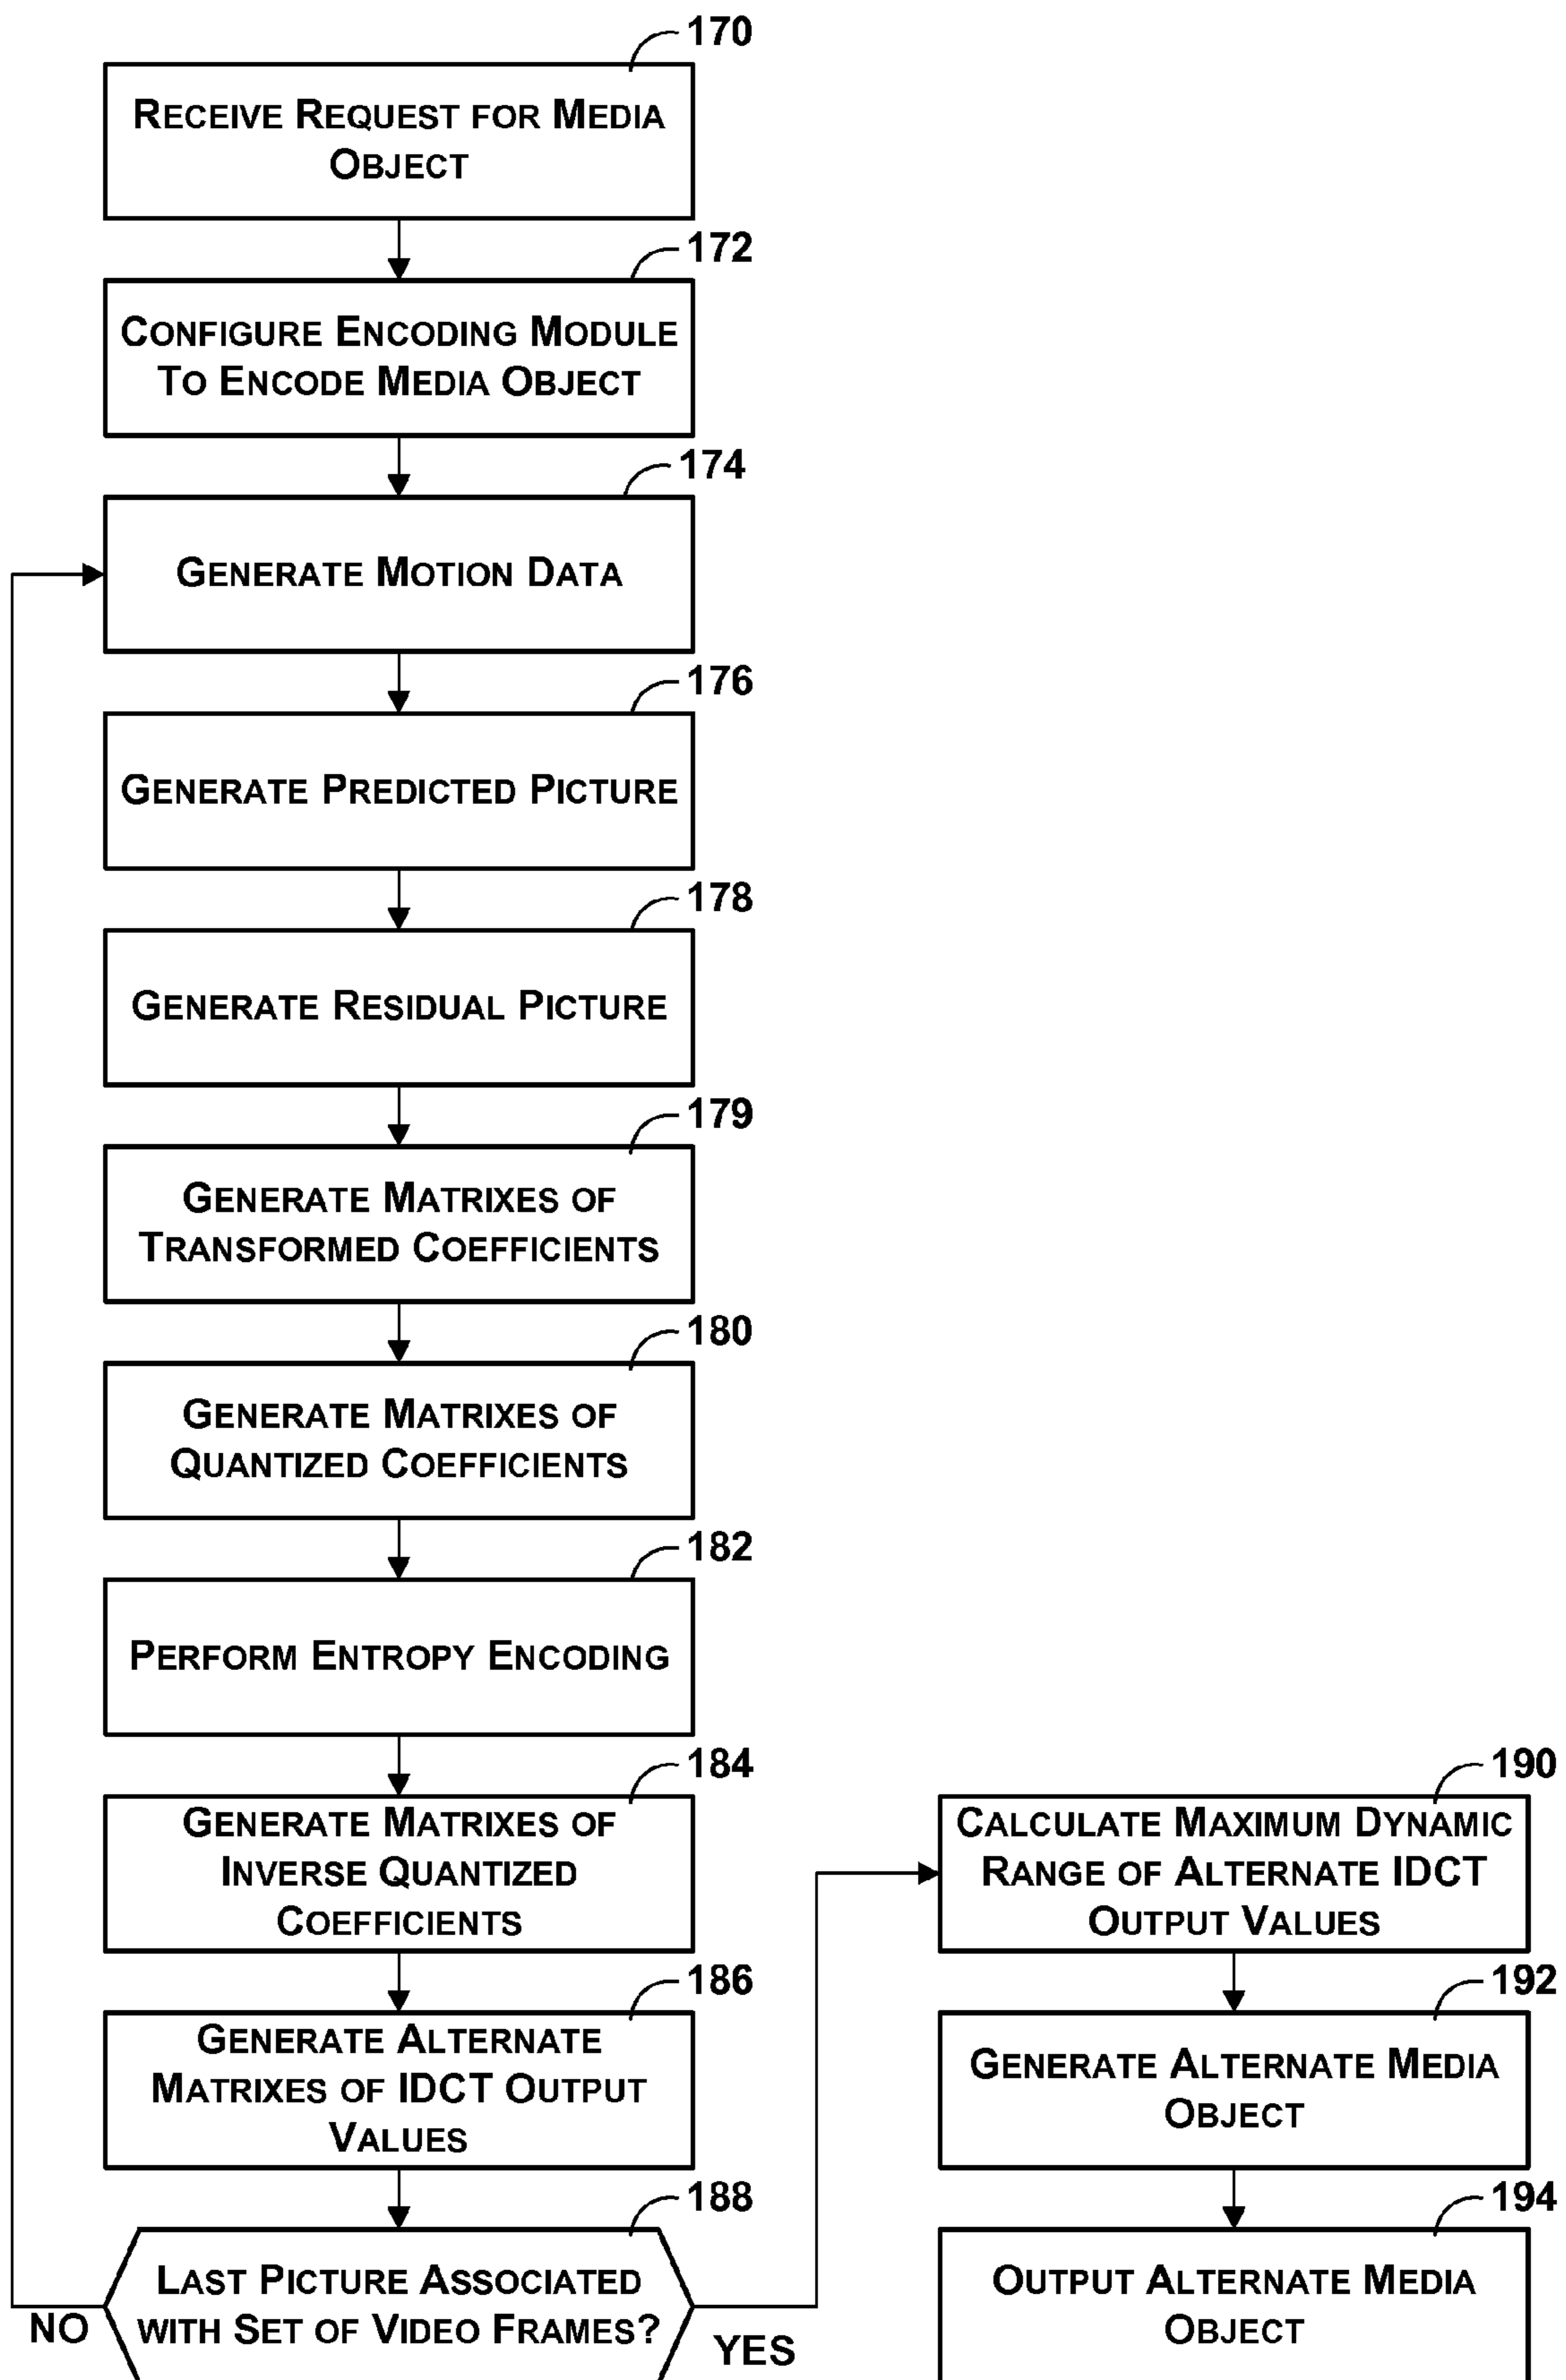 170
RECEIVE REQUEST FOR MEDIA
OBJECT
172
CONFIGURE ENCODING MODULE
TO ENCODE MEDIA OBJECT
174
GENERATE MOTION DATA
176
GENERATE PREDICTED PICTURE
178
GENERATE RESIDUAL PICTURE
179
GENERATE MATRIXES OF
TRANSFORMED COEFFICIENTS
180
GENERATE MATRIXES OF
QUANTIZED COEFFICIENTS
182
PERFORM ENTROPY ENCODING
184
GENERATE MATRIXES OF
INVERSE QUANTIZED
COEFFICIENTS
186
GENERATE ALTERNATE
MATRIXES OF IDCT OUTPUT
VALUES
188
LAST PICTURE ASSOCIATED
WITH SET OF VIDEO FRAMES?
NO
YES
190
CALCULATE MAXIMUM DYNAMIC
RANGE OF ALTERNATE IDCT
OUTPUT VALUES
192
GENERATE ALTERNATE MEDIA
OBJECT
194
OUTPUT ALTERNATE MEDIA
OBJECT